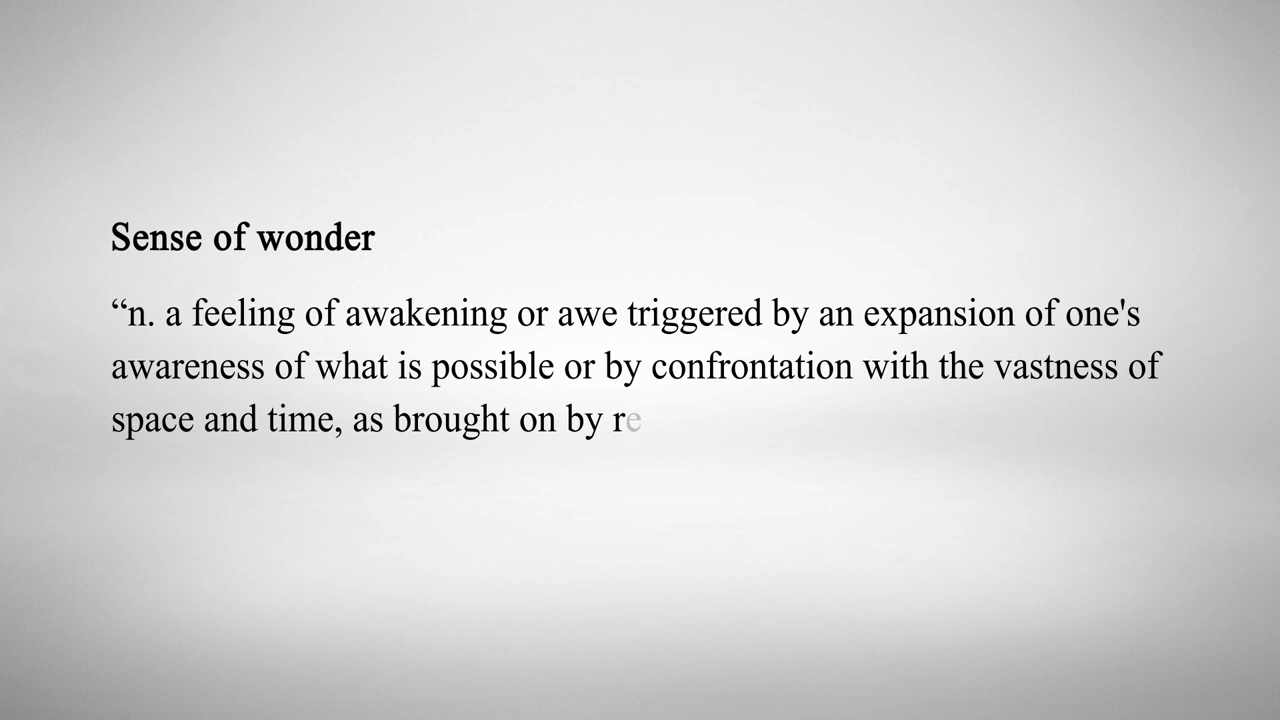 Sense of wonder
“n. a feeling of awakening or awe triggered by an expansion of one's
awareness of what is possible or by confrontation with the vastness of
space and time, as brought on by re